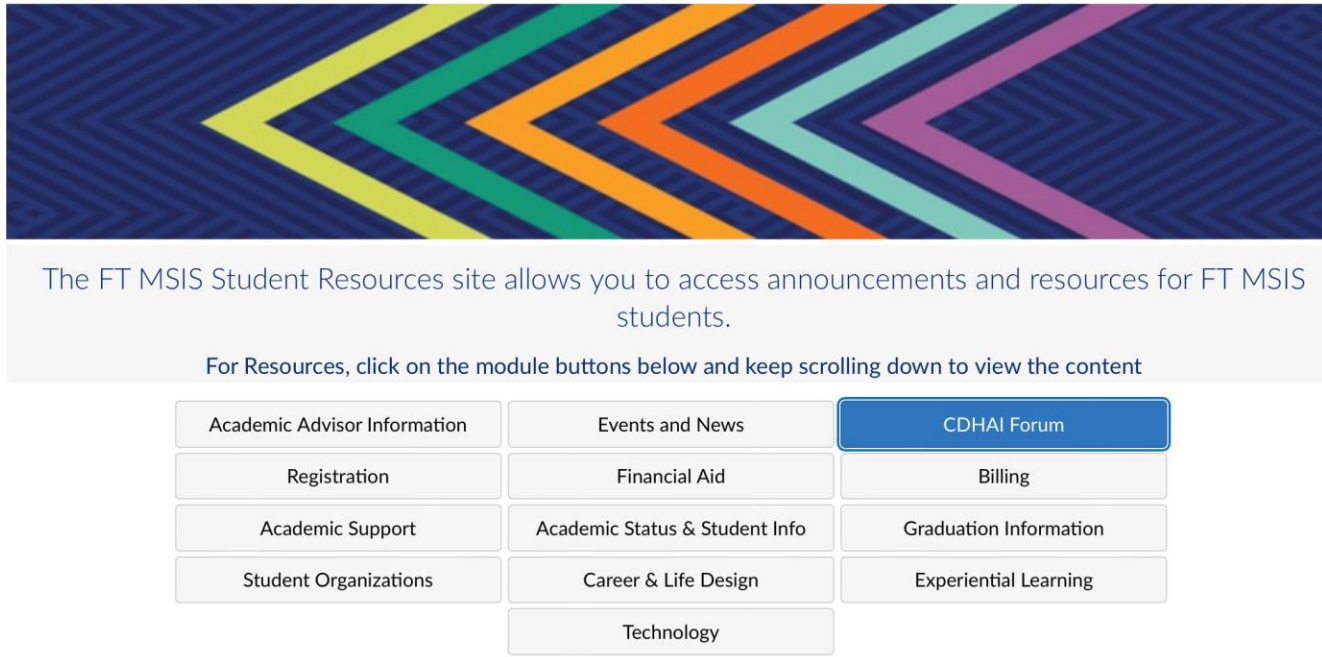 The FT MSIS Student Resources site allows you to access announcements and resources for FT MSIS
students.
For Resources, click on the module buttons below and keep scrolling down to view the content
Academic Advisor Information
Events and News
CDHAI Forum
Registration
Financial Aid
Billing
Academic Support
Academic Status & Student Info
Graduation Information
Student Organizations
Career & Life Design
Experiential Learning
Technology